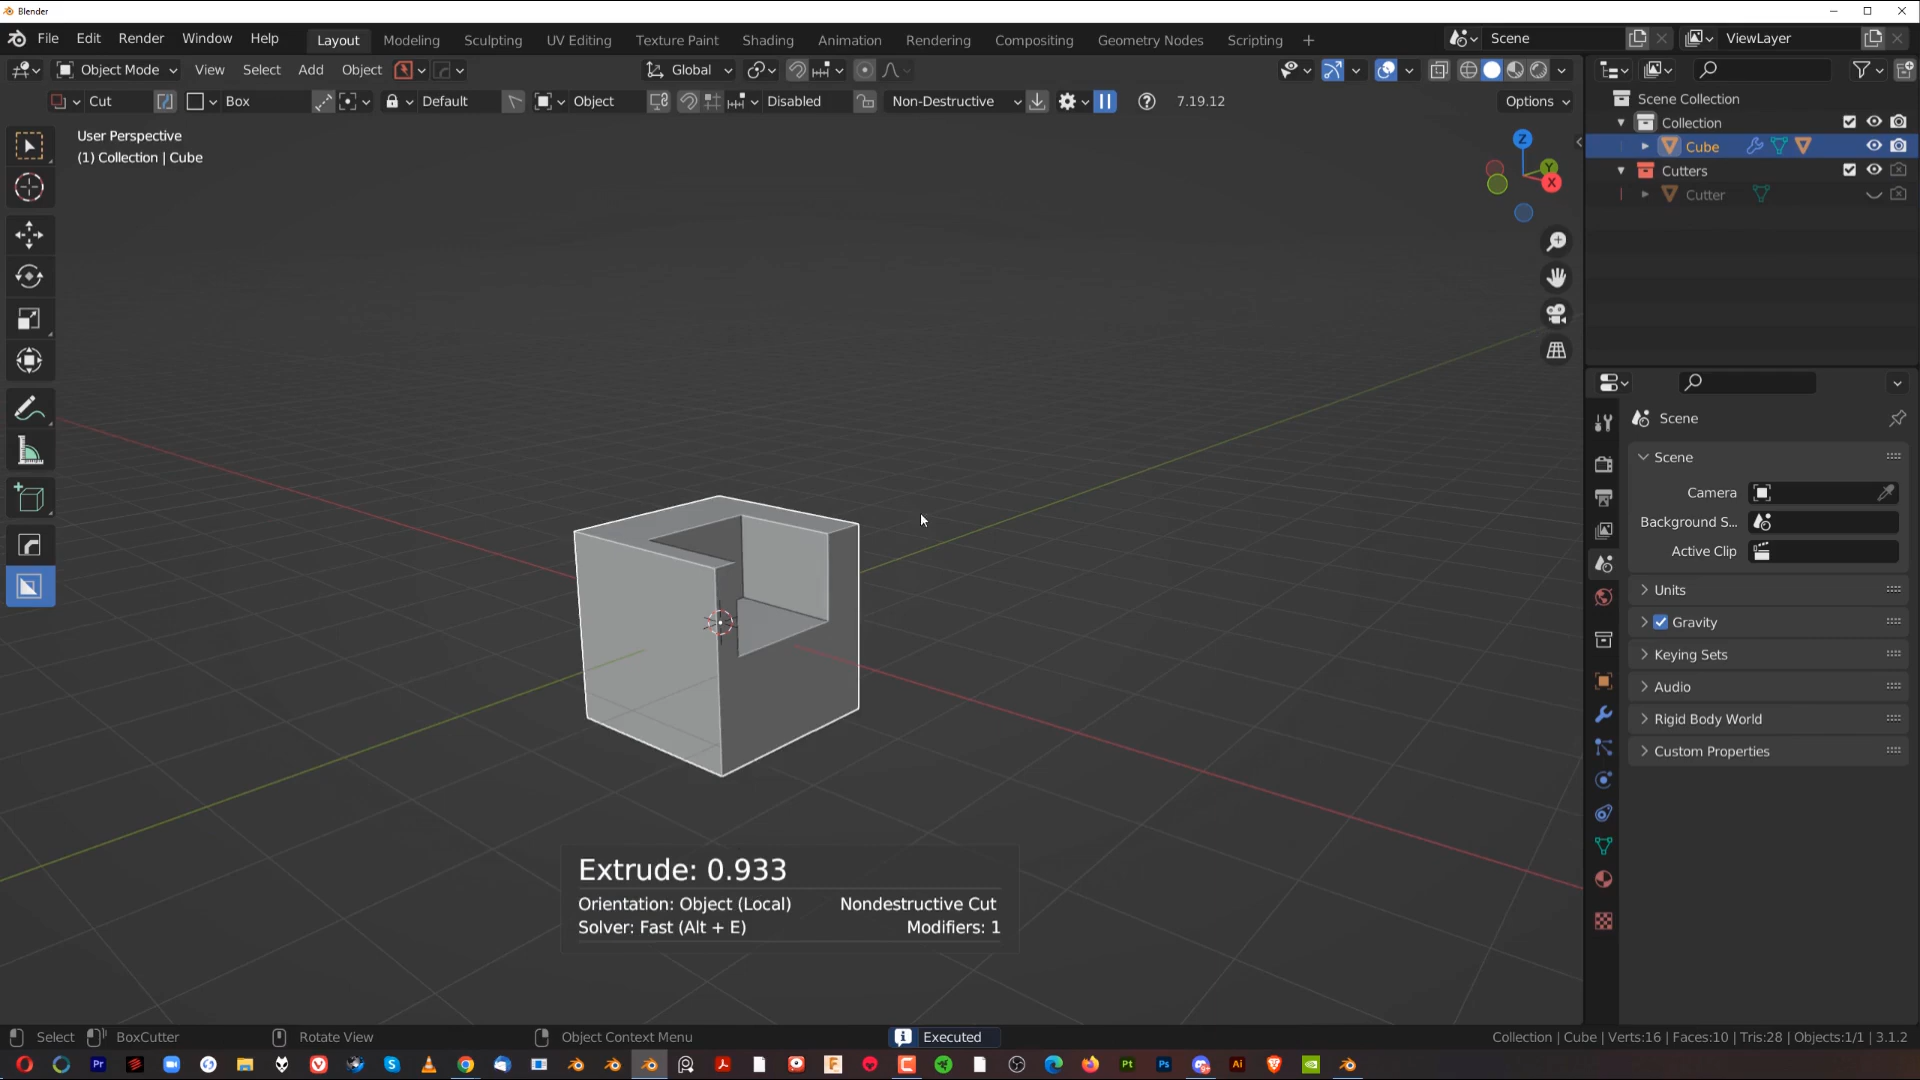 Blender
File Edit Render Window Help Layout Modeling Sculpting UV Editing Texture Paint Shading Animation Rendering Compositing Geometry Nodes Scripting + Scene ViewLayer
Object Mode View Select Add Object Global
Cut Box Default Object Disabled Non-Destructive 7.19.12 Options
User Perspective
(1) Collection | Cube
Z
Y
X
Scene Collection
Collection
Cube
Cutters
Cutter
Scene
Scene
Camera
Background S...
Active Clip
Units
Gravity
Keying Sets
Audio
Rigid Body World
Custom Properties
Extrude: 0.933
Orientation: Object (Local) Nondestructive Cut
Solver: Fast (Alt + E) Modifiers: 1
Select BoxCutter Rotate View Object Context Menu Executed Collection | Cube | Verts:16 | Faces:10 | Tris:28 | Objects:1/1 | 3.1.2
Pr S F Pt Ps Ai